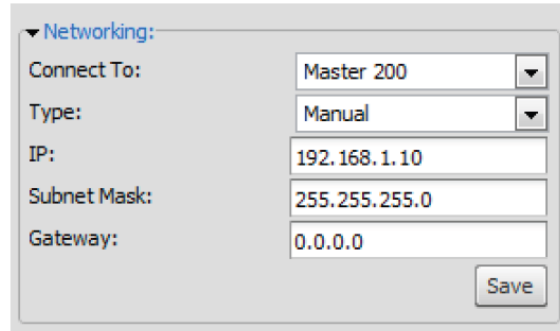 Networking:
Connect To: Master 200
Type: Manual
IP: 192.168.1.10
Subnet Mask: 255.255.255.0
Gateway: 0.0.0.0
Save